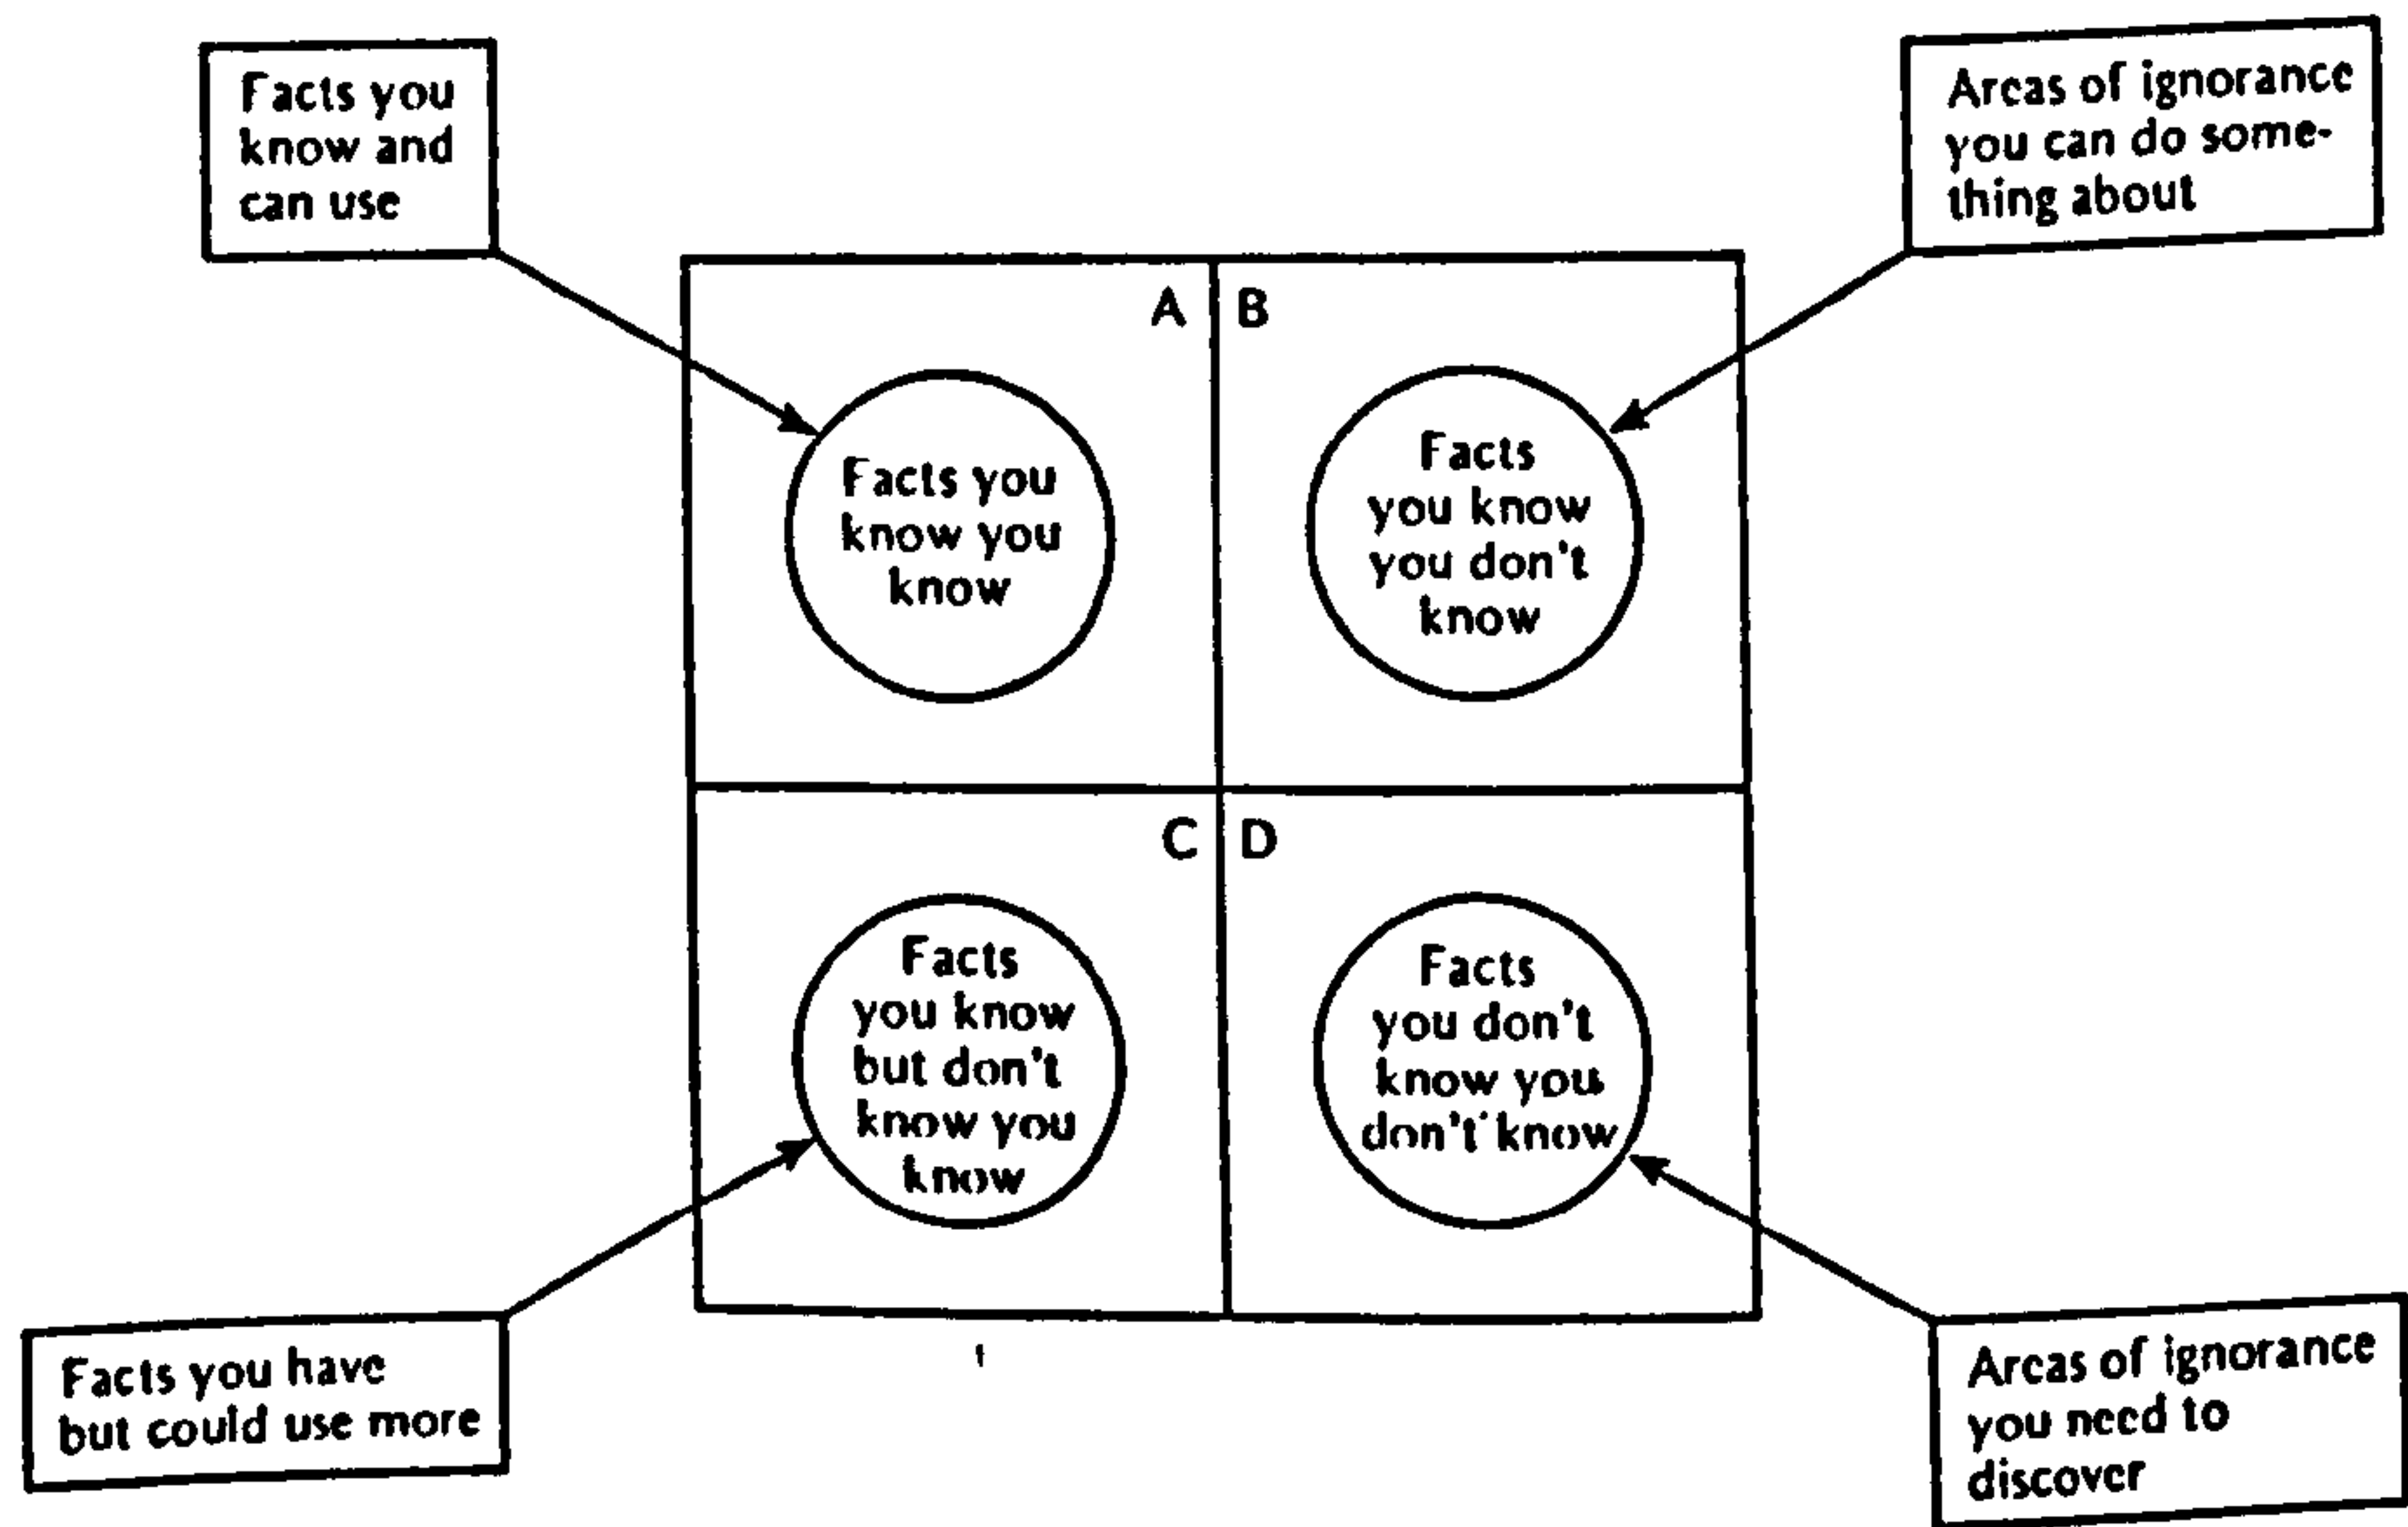 Facts you
know and
can use
Areas of ignorance
you can do some-
thing about
A
B
Facts you
know you
know
Facts
you know
you don't
know
C
D
Facts
you know
but don't
know you
know
Facts
you don't
know you
don't know
Facts you have
but could use more
Areas of ignorance
you need to
discover